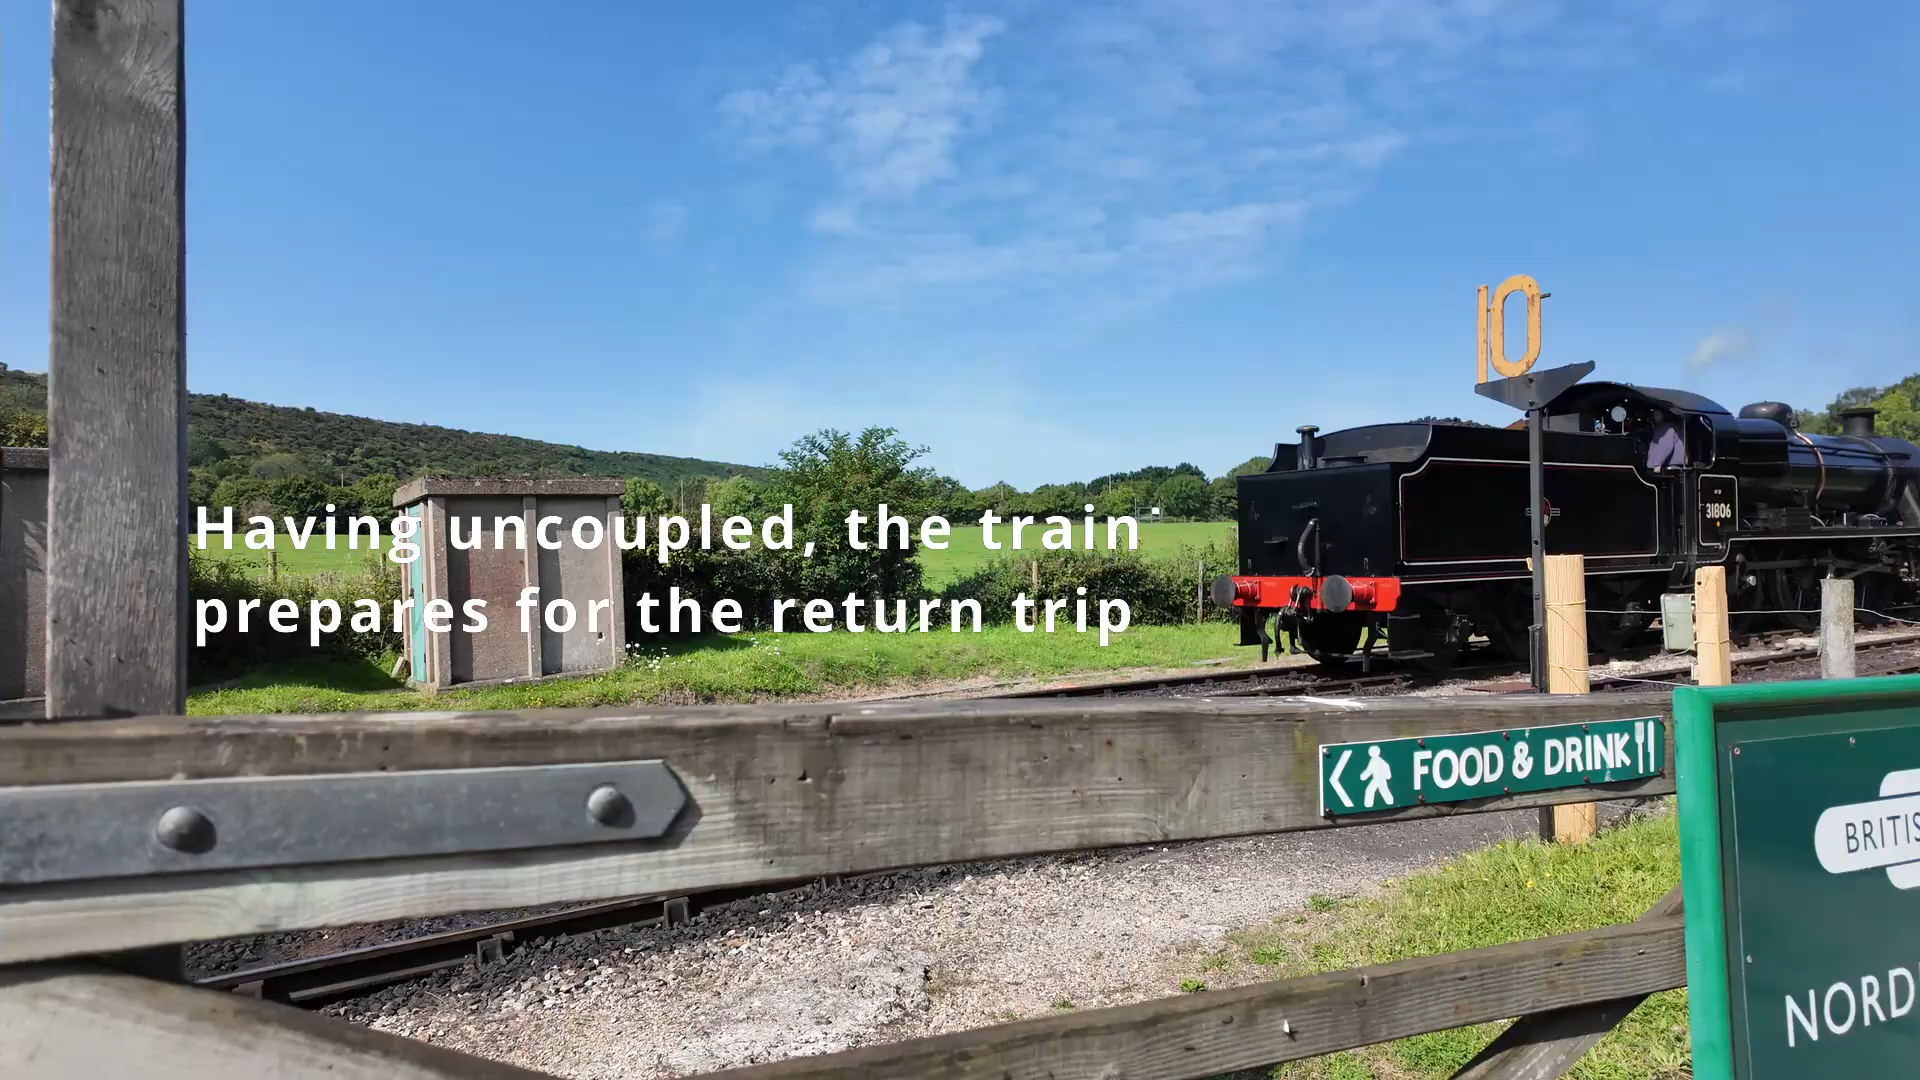 10
Having uncoupled, the train
prepares for the return trip
31806
FOOD & DRINK
BRITIS
NORD